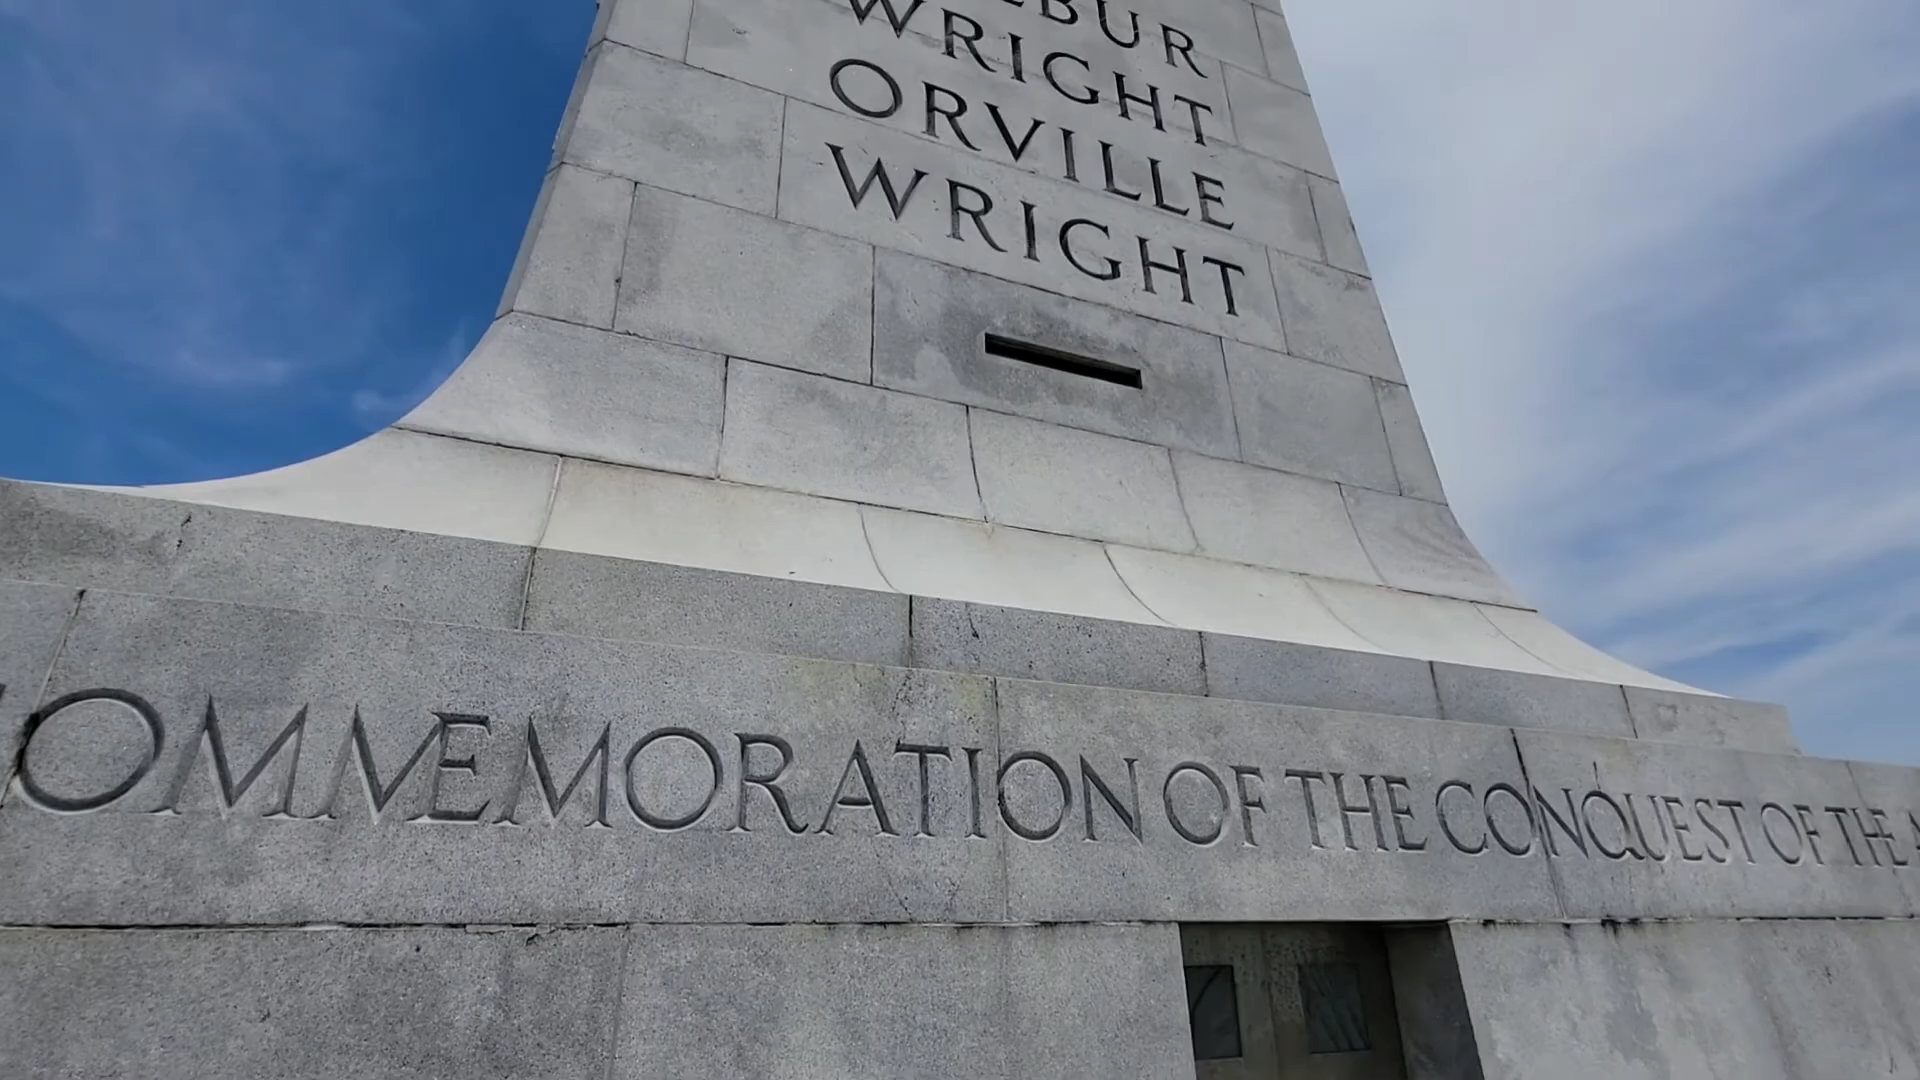 WRIGHT
ORVILLE
WRIGHT
OMMEMORATION OF THE CONQUEST OF THE